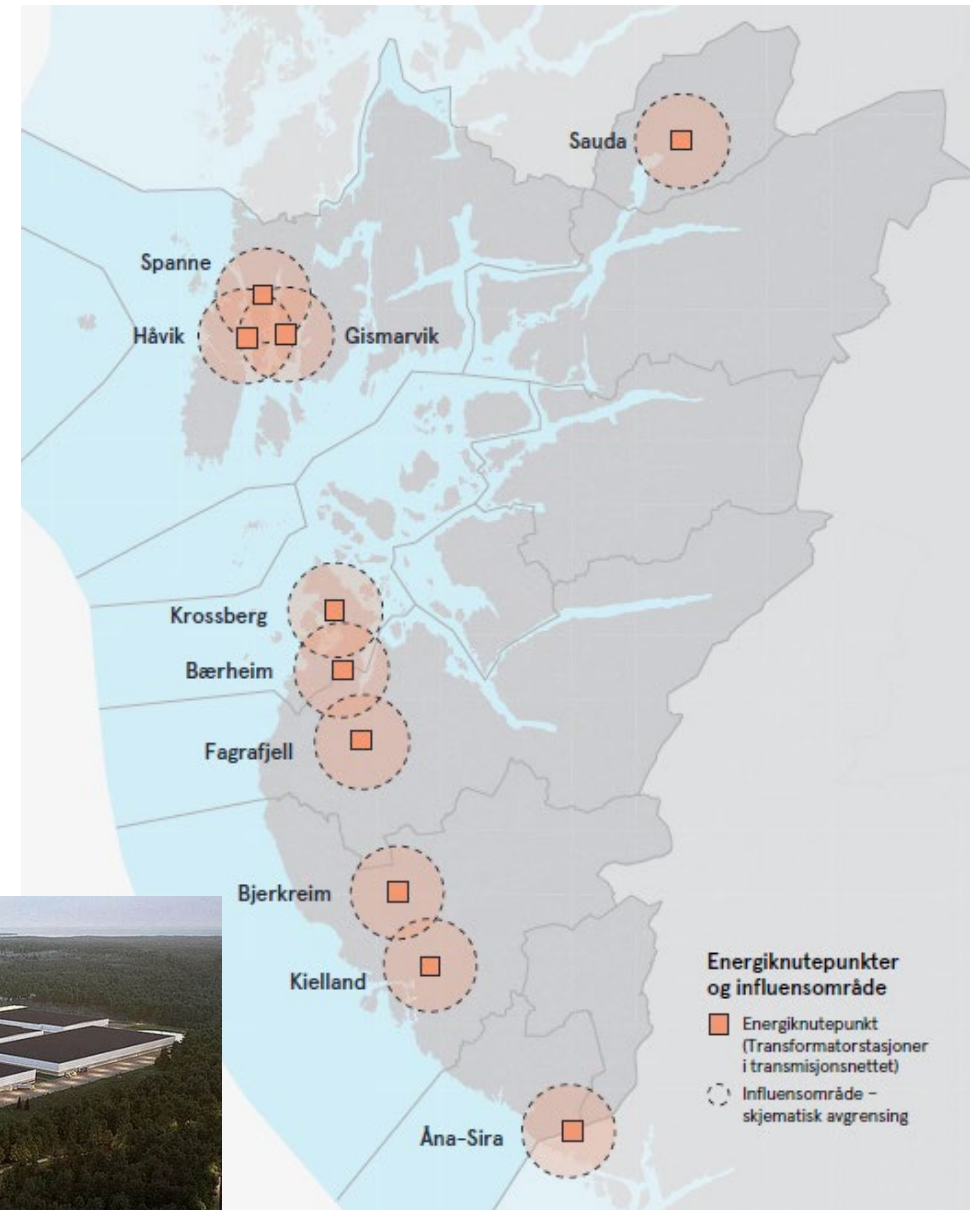 Sauda
Spanne
Håvik
Gismarvik
Krossberg
Bærheim
Fagrafjell
Bjerkreim
Kielland
Energiknutepunkter
og influensområde
Energiknutepunkt
(Transformatorstasjoner
i transmisjonsnettet)
Influensområde –
skjematisk avgrensing
Åna-Sira